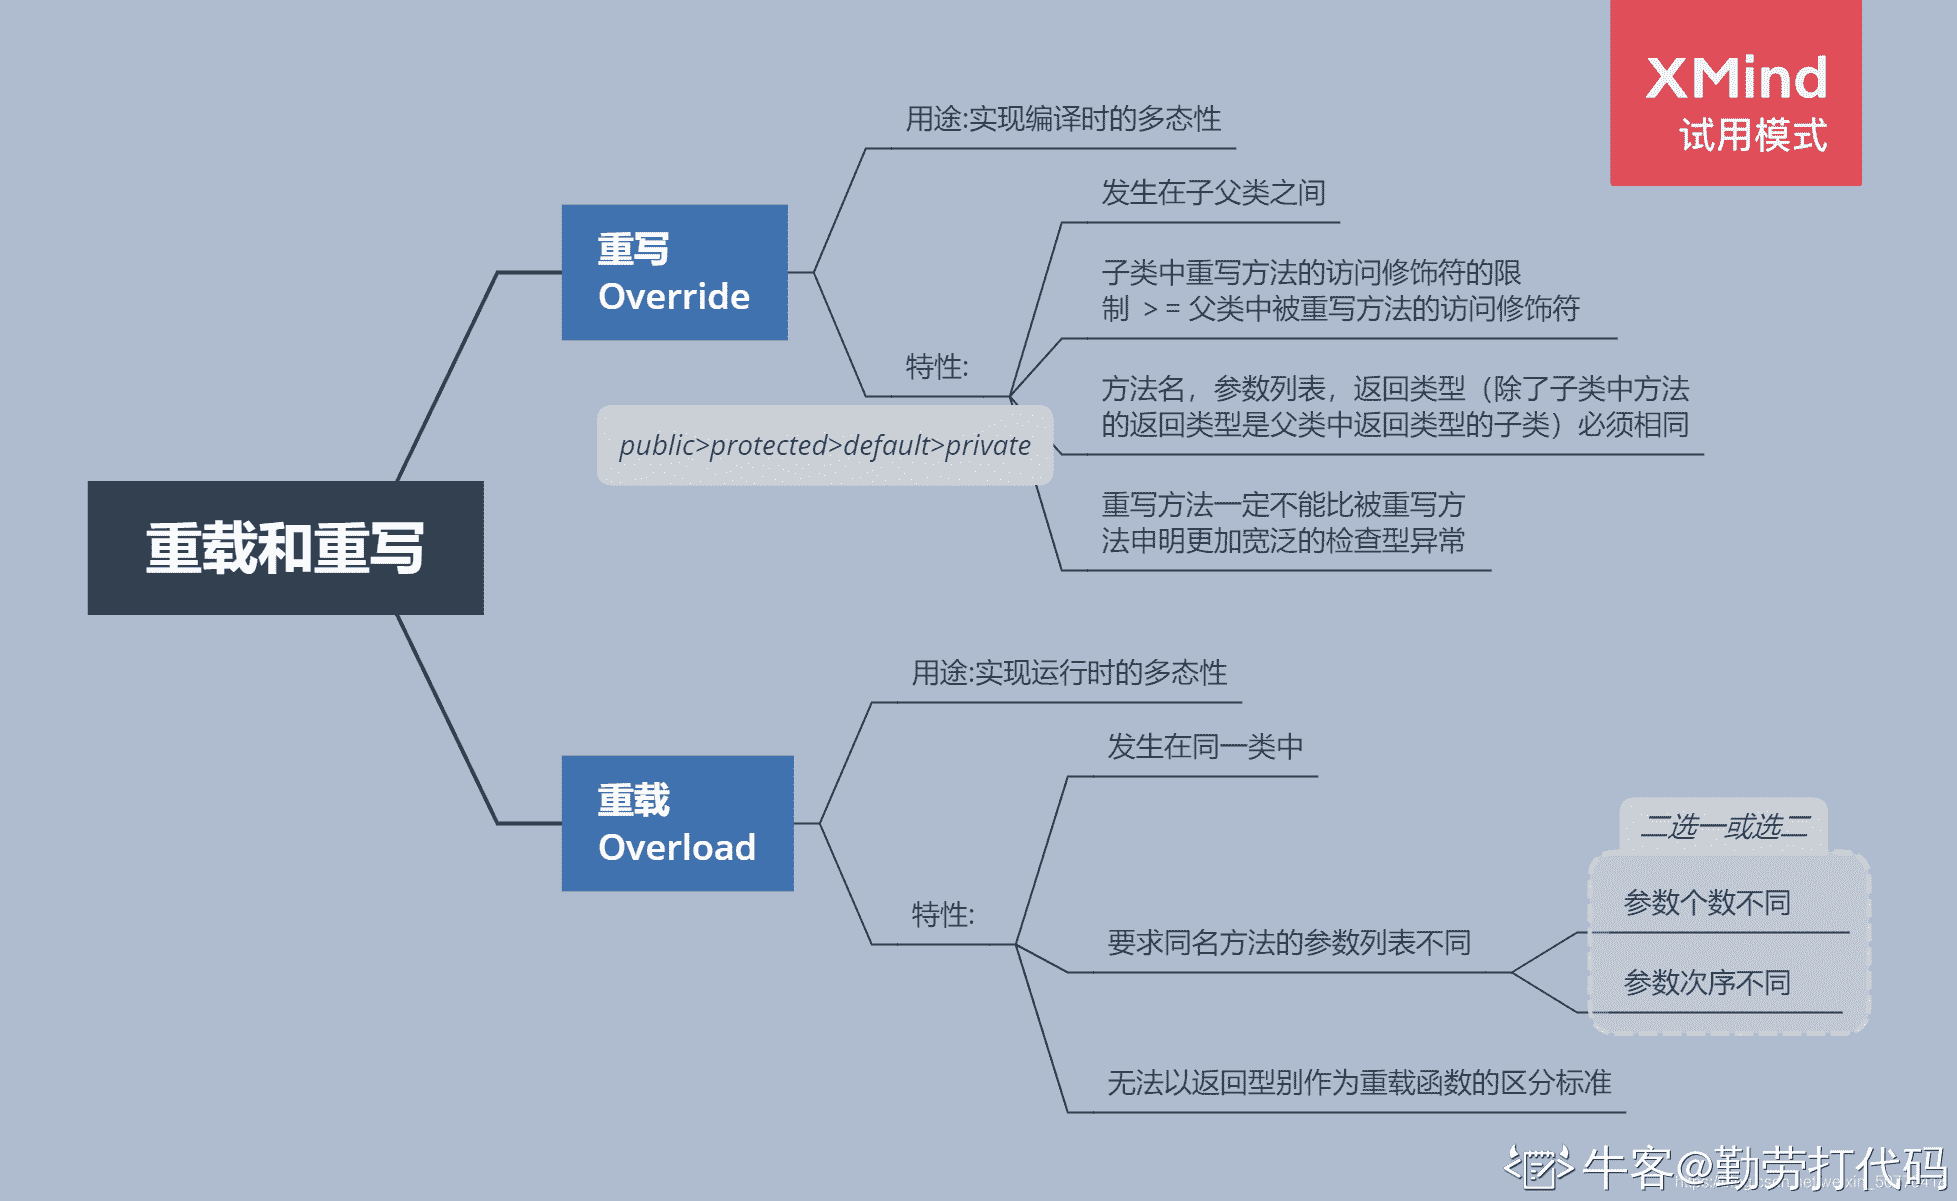 XMind
试用模式
用途:实现编译时的多态性
发生在子父类之间
重写
Override
子类中重写方法的访问修饰符的限
制 >= 父类中被重写方法的访问修饰符
特性:
方法名，参数列表，返回类型（除了子类中方法
的返回类型是父类中返回类型的子类）必须相同
public>protected>default>private
重写方法一定不能比被重写方
法申明更加宽泛的检查型异常
重载和重写
用途:实现运行时的多态性
发生在同一类中
重载
Overload
二选一或选二
参数个数不同
特性:
要求同名方法的参数列表不同
参数次序不同
无法以返回型别作为重载函数的区分标准
牛客@勤劳打代码